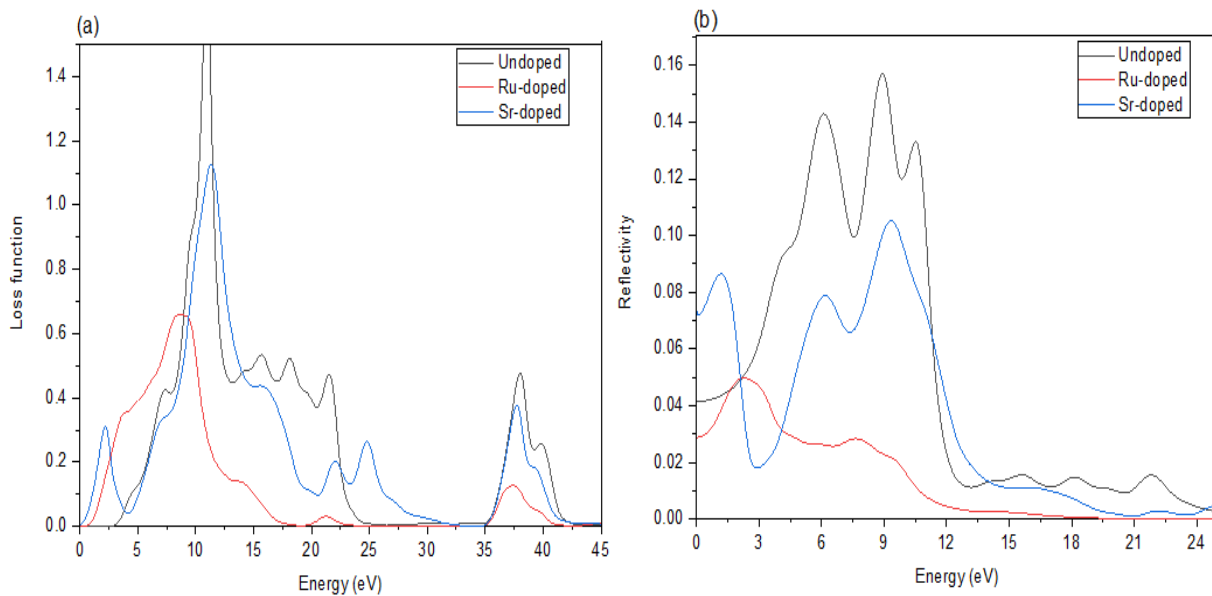 (a)
Undoped
Ru-doped
Sr-doped
1.4
1.2
1.0
0.8
0.6
0.4
0.2
0.0
Loss function
0 5 10 15 20 25 30 35 40 45
Energy (eV)
(b)
Undoped
Ru-doped
Sr-doped
0.16
0.14
0.12
0.10
0.08
0.06
0.04
0.02
0.00
Reflectivity
0 3 6 9 12 15 18 21 24
Energy (eV)